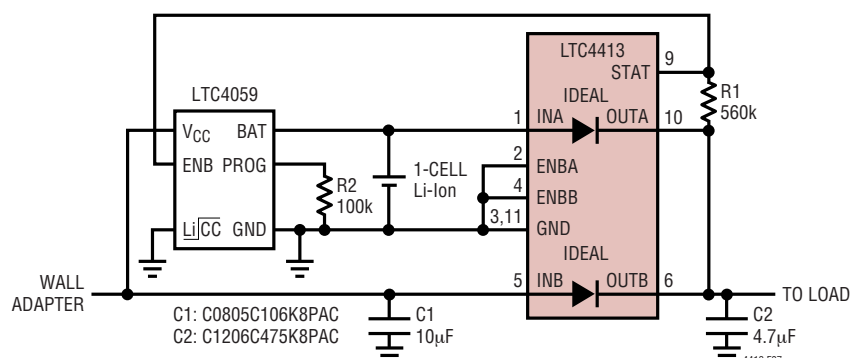 LTC4413
9
STAT
LTC4059
R1
560k
IDEAL
VCC BAT
1
INA
OUTA
10
ENB PROG
1-CELL
Li-Ion
2
ENBA
R2
100k
4
ENBB
LiCC GND
3,11
GND
IDEAL
WALL
ADAPTER
5
INB
OUTB
6
TO LOAD
C1: C0805C106K8PAC
C2: C1206C475K8PAC
C1
10µF
C2
4.7µF